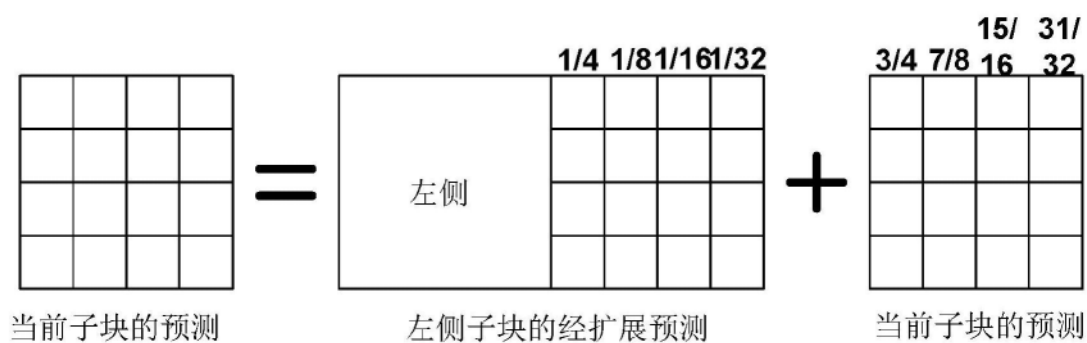 15/ 31/
1/4 1/8 1/16 1/32 3/4 7/8 16 32
左侧
当前子块的预测 左侧子块的经扩展预测 当前子块的预测